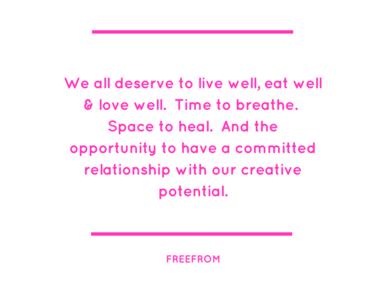 We all deserve to live well, eat well
& love well.  Time to breathe.
Space to heal.  And the
opportunity to have a committed
relationship with our creative
potential.
FREEFROM